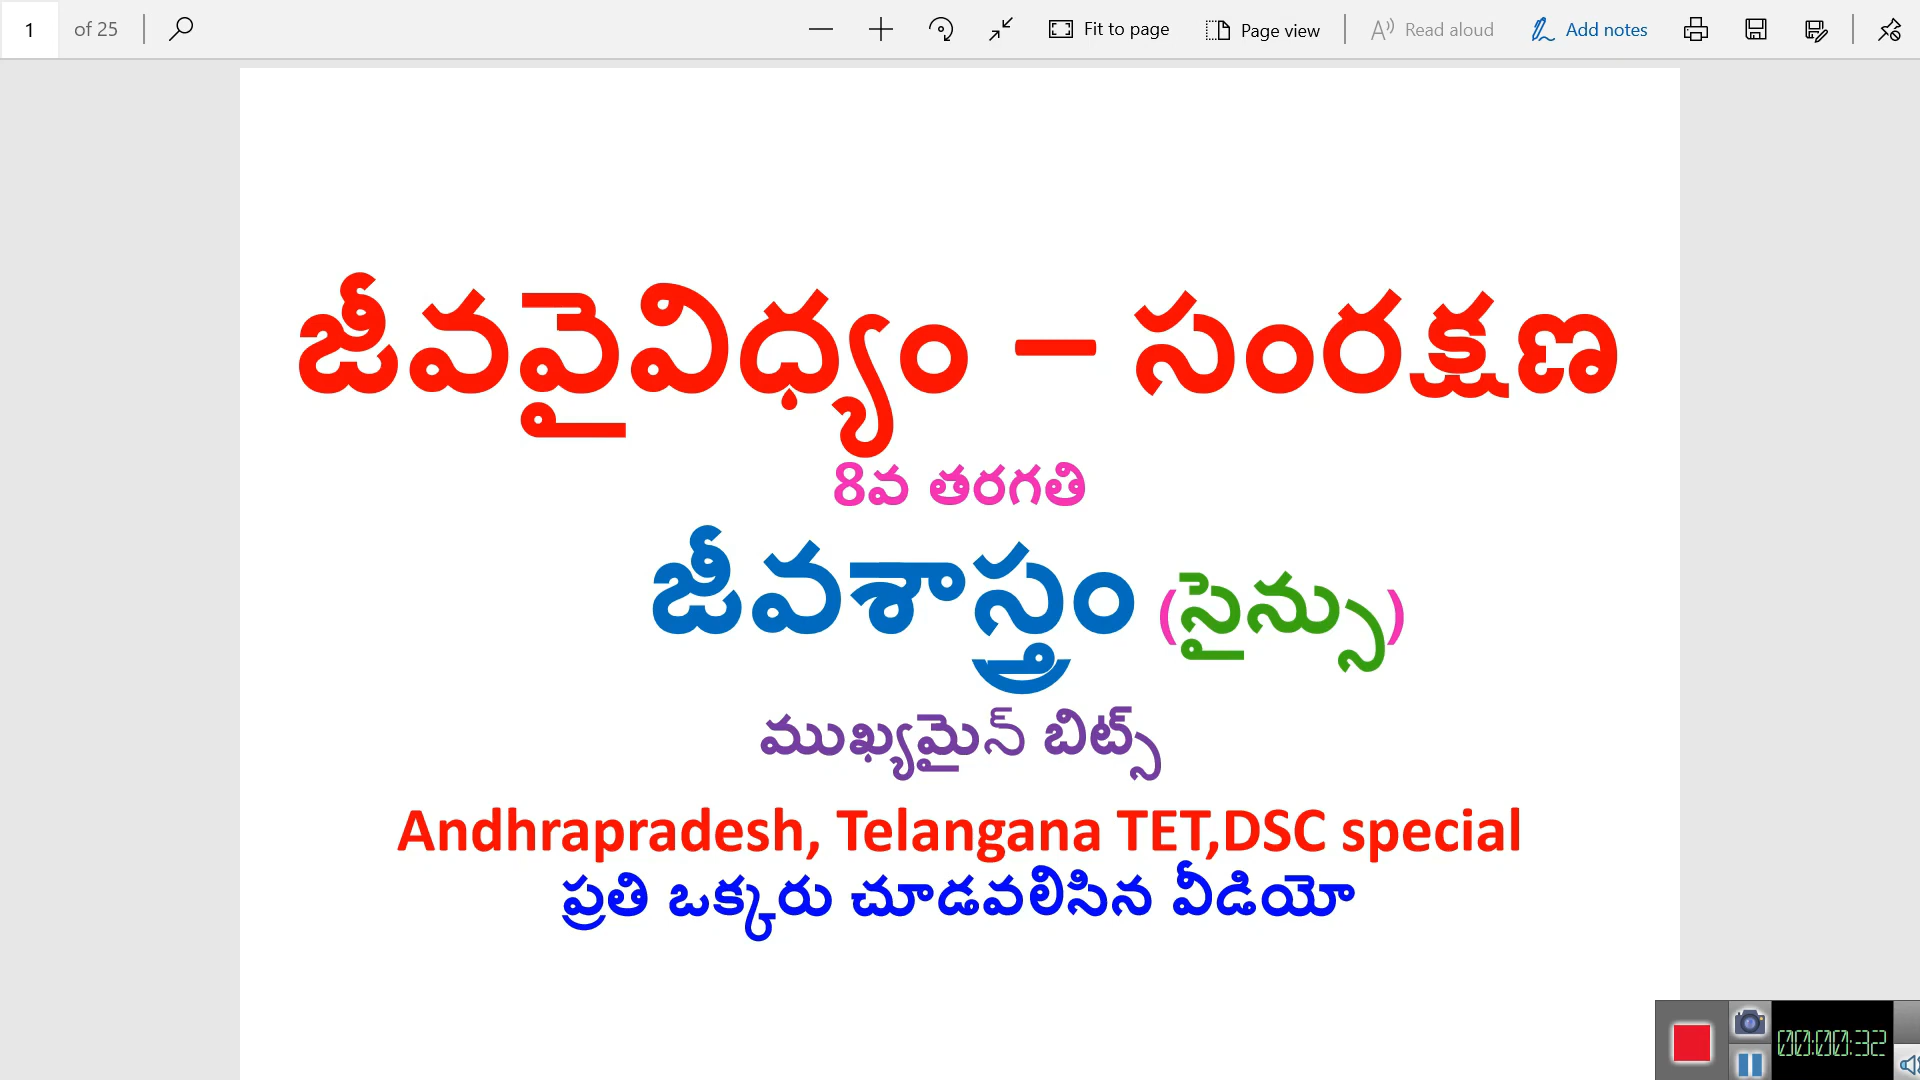 1 of 25 Fit to page Page view Read aloud Add notes
జీవవైవిధ్యం – సంరక్షణ
8వ తరగతి
జీవశాస్త్రం (సైన్సు)
ముఖ్యమైన్ బిట్స్
Andhrapradesh, Telangana TET,DSC special
ప్రతి ఒక్కరు చూడవలిసిన వీడియో
00:00:32